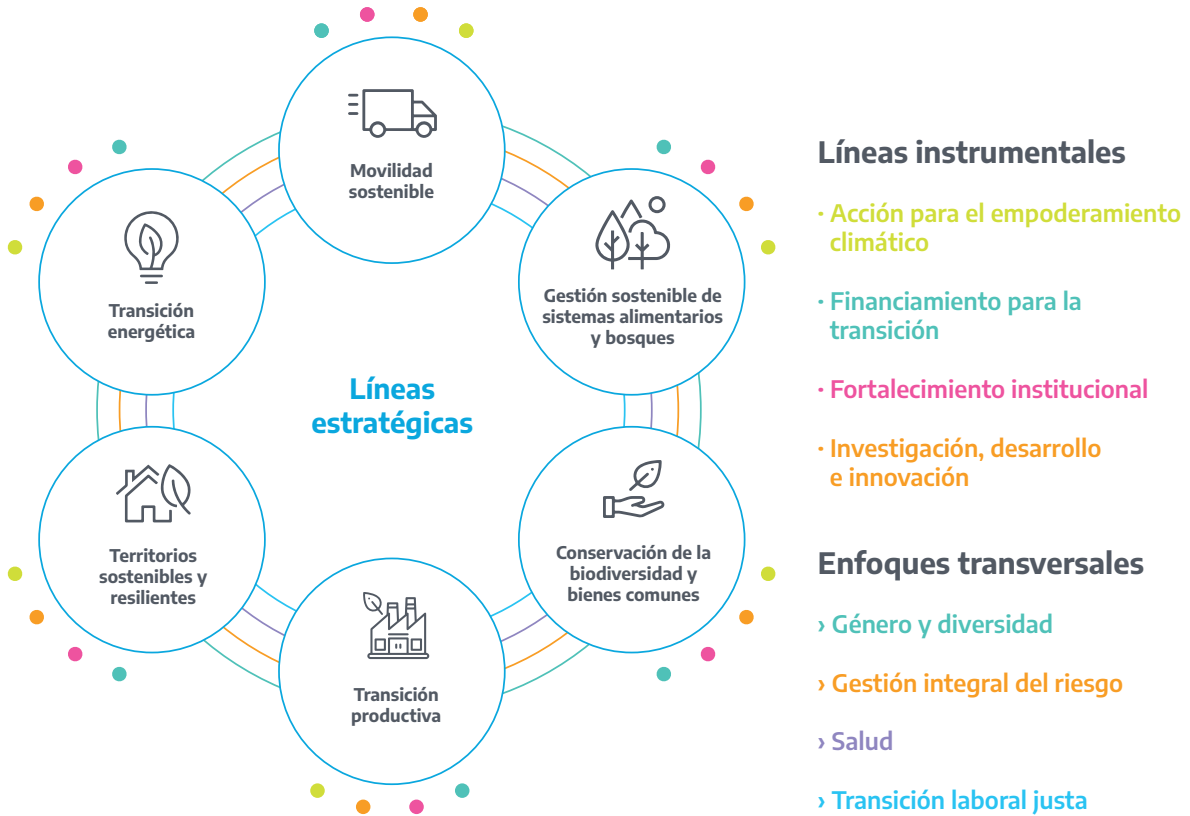 Movilidad
sostenible
Gestión sostenible de
sistemas alimentarios
y bosques
Conservación de la
biodiversidad y
bienes comunes
Transición
productiva
Territorios
sostenibles y
resilientes
Transición
energética
Líneas
estratégicas
Líneas instrumentales
· Acción para el empoderamiento
climático
· Financiamiento para la
transición
· Fortalecimiento institucional
· Investigación, desarrollo
e innovación
Enfoques transversales
› Género y diversidad
› Gestión integral del riesgo
› Salud
› Transición laboral justa